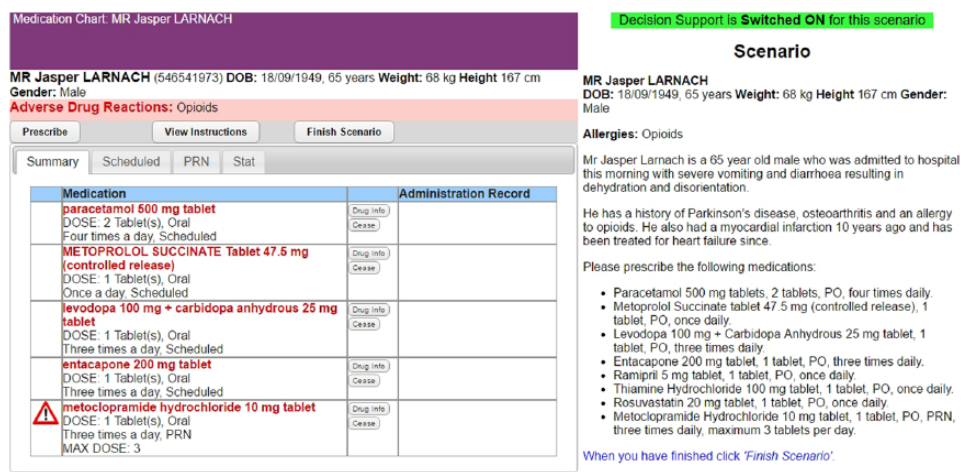 Medication Chart: MR Jasper LARNACH
MR Jasper LARNACH (546541973) DOB: 18/09/1949, 65 years Weight: 68 kg Height 167 cm
Gender: Male
Adverse Drug Reactions: Opioids
Prescribe View Instructions Finish Scenario
Summary Scheduled PRN Stat
Medication Administration Record
paracetamol 500 mg tablet
DOSE: 2 Tablet(s), Oral
Four times a day, Scheduled
Drug Info
Cease
METOPROLOL SUCCINATE Tablet 47.5 mg
(controlled release)
DOSE: 1 Tablet(s), Oral
Once a day, Scheduled
Drug Info
Cease
levodopa 100 mg + carbidopa anhydrous 25 mg
tablet
DOSE: 1 Tablet(s), Oral
Three times a day, Scheduled
Drug Info
Cease
entacapone 200 mg tablet
DOSE: 1 Tablet(s), Oral
Three times a day, Scheduled
Drug Info
Cease
metoclopramide hydrochloride 10 mg tablet
DOSE: 1 Tablet(s), Oral
Three times a day, PRN
MAX DOSE: 3
Drug Info
Cease
Decision Support is Switched ON for this scenario
Scenario
MR Jasper LARNACH
DOB: 18/09/1949, 65 years Weight: 68 kg Height 167 cm Gender:
Male
Allergies: Opioids
Mr Jasper Larnach is a 65 year old male who was admitted to hospital
this morning with severe vomiting and diarrhoea resulting in
dehydration and disorientation.
He has a history of Parkinson's disease, osteoarthritis and an allergy
to opioids. He also had a myocardial infarction 10 years ago and has
been treated for heart failure since.
Please prescribe the following medications:
• Paracetamol 500 mg tablets, 2 tablets, PO, four times daily.
• Metoprolol Succinate tablet 47.5 mg (controlled release), 1
tablet, PO, once daily.
• Levodopa 100 mg + Carbidopa Anhydrous 25 mg tablet, 1
tablet, PO, three times daily.
• Entacapone 200 mg tablet, 1 tablet, PO, three times daily.
• Ramipril 5 mg tablet, 1 tablet, PO, once daily.
• Thiamine Hydrochloride 100 mg tablet, 1 tablet, PO, once daily.
• Rosuvastatin 20 mg tablet, 1 tablet, PO, once daily.
• Metoclopramide Hydrochloride 10 mg tablet, 1 tablet, PO, PRN,
three times daily, maximum 3 tablets per day.
When you have finished click 'Finish Scenario'.